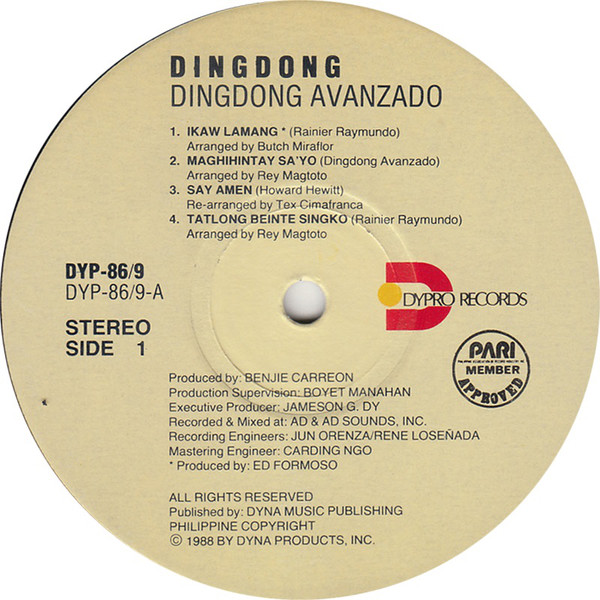 DINGDONG
DINGDONG AVANZADO
1. IKAW LAMANG * (Rainier Raymundo)
Arranged by Butch Miraflor
2. MAGHIHINTAY SA'YO (Dingdong Avanzado)
Arranged by Rey Magtoto
3. SAY AMEN (Howard Hewitt)
Re-arranged by Tex Cimafranca
4. TATLONG BEINTE SINGKO (Rainier Raymundo)
Arranged by Rey Magtoto
DYP-86/9
DYP-86/9-A
STEREO
SIDE 1
DYPRO RECORDS
PARI
MEMBER
APPROVED
Produced by: BENJIE CARREON
Production Supervision: BOYET MANAHAN
Executive Producer: JAMESON G. DY
Recorded & Mixed at: AD & AD SOUNDS, INC.
Recording Engineers: JUN ORENZA/RENE LOSEÑADA
Mastering Engineer: CARDING NGO
* Produced by: ED FORMOSO
ALL RIGHTS RESERVED
Published by: DYNA MUSIC PUBLISHING
PHILIPPINE COPYRIGHT
© 1988 BY DYNA PRODUCTS, INC.